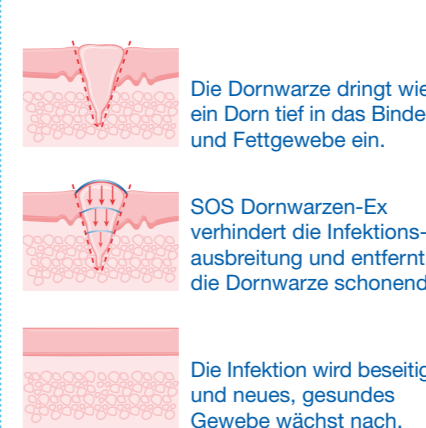 Die Dornwarze dringt wie
ein Dorn tief in das Binde
und Fettgewebe ein.
SOS Dornwarzen-Ex
verhindert die Infektions-
ausbreitung und entfernt
die Dornwarze schonend
Die Infektion wird beseitig
und neues, gesundes
Gewebe wächst nach.